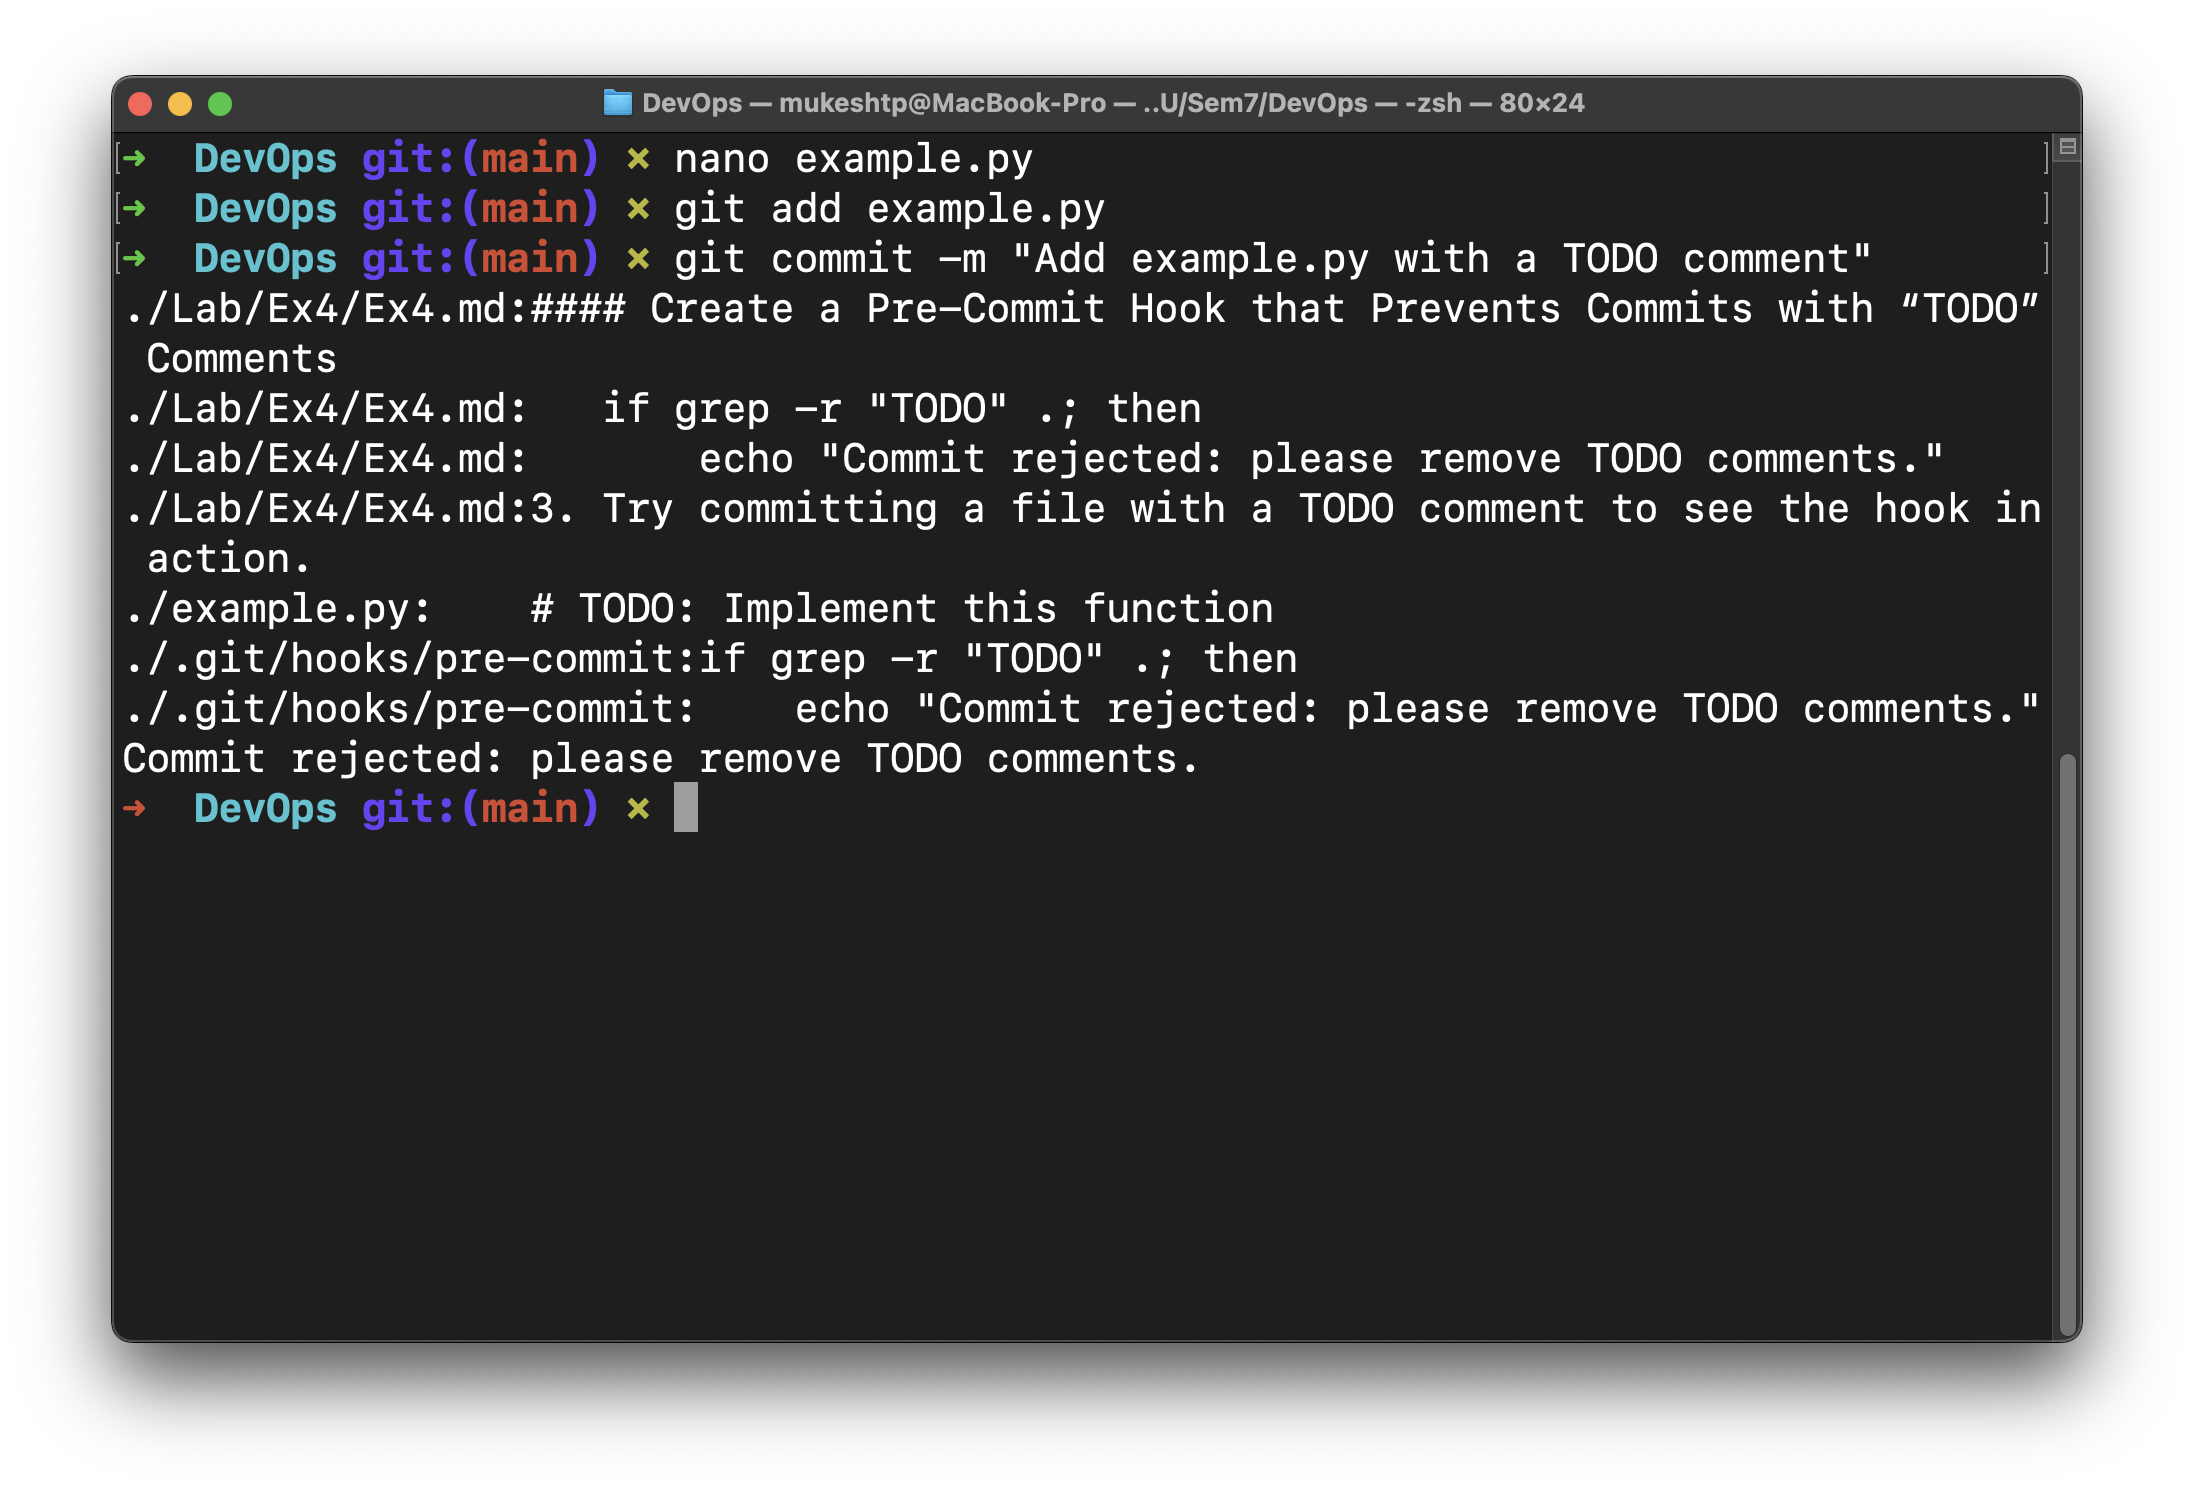 DevOps — mukeshtp@MacBook-Pro — ..U/Sem7/DevOps — -zsh — 80×24
[➜  DevOps git:(main) ✗ nano example.py ]
[➜  DevOps git:(main) ✗ git add example.py ]
[➜  DevOps git:(main) ✗ git commit -m "Add example.py with a TODO comment" ]
./Lab/Ex4/Ex4.md:#### Create a Pre-Commit Hook that Prevents Commits with “TODO”
 Comments
./Lab/Ex4/Ex4.md:   if grep -r "TODO" .; then
./Lab/Ex4/Ex4.md:       echo "Commit rejected: please remove TODO comments."
./Lab/Ex4/Ex4.md:3. Try committing a file with a TODO comment to see the hook in
 action.
./example.py:    # TODO: Implement this function
./.git/hooks/pre-commit:if grep -r "TODO" .; then
./.git/hooks/pre-commit:    echo "Commit rejected: please remove TODO comments."
Commit rejected: please remove TODO comments.
➜  DevOps git:(main) ✗